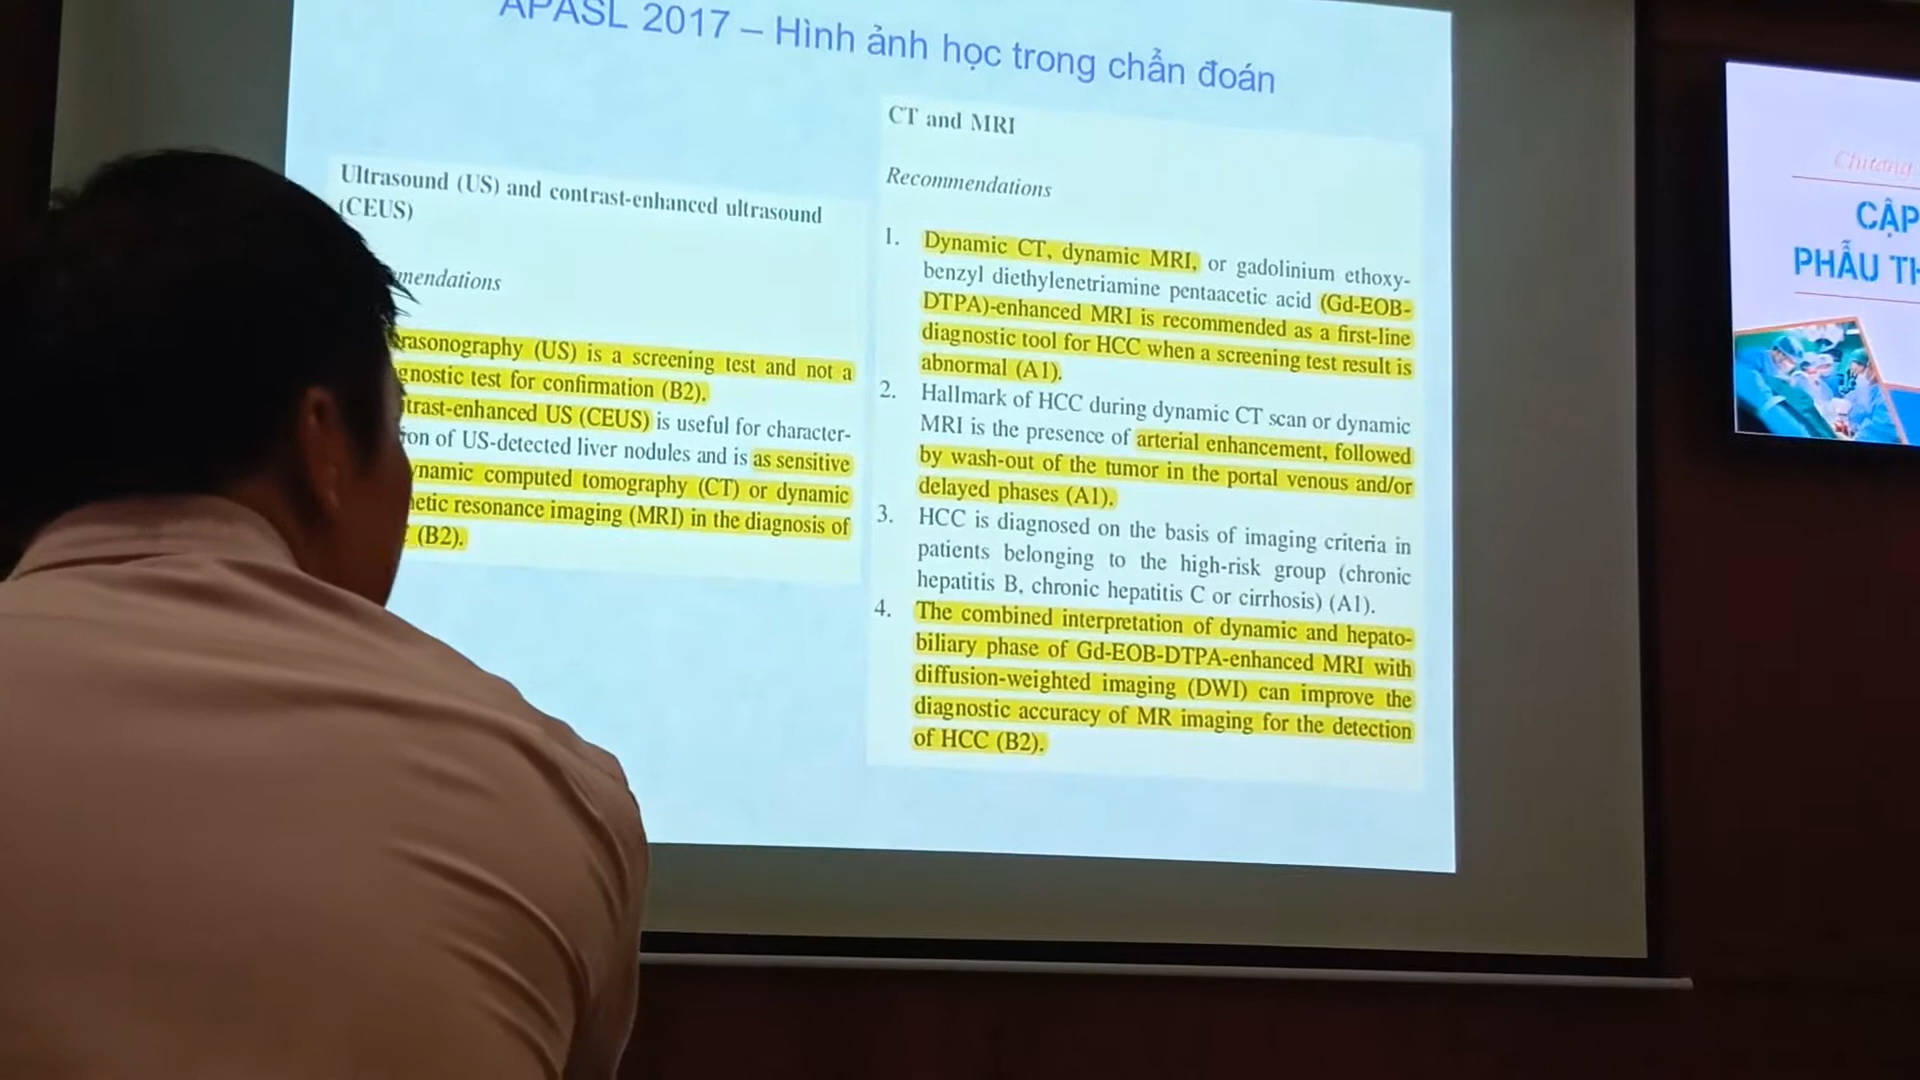 APASL 2017 – Hình ảnh học trong chẩn đoán
Ultrasound (US) and contrast-enhanced ultrasound
(CEUS)
mendations
rasonography (US) is a screening test and not a
gnostic test for confirmation (B2).
trast-enhanced US (CEUS) is useful for character-
ion of US-detected liver nodules and is as sensitive
ynamic computed tomography (CT) or dynamic
netic resonance imaging (MRI) in the diagnosis of
(B2).
CT and MRI
Recommendations
1. Dynamic CT, dynamic MRI, or gadolinium ethoxy-
benzyl diethylenetriamine pentaacetic acid (Gd-EOB-
DTPA)-enhanced MRI is recommended as a first-line
diagnostic tool for HCC when a screening test result is
abnormal (A1).
2. Hallmark of HCC during dynamic CT scan or dynamic
MRI is the presence of arterial enhancement, followed
by wash-out of the tumor in the portal venous and/or
delayed phases (A1).
3. HCC is diagnosed on the basis of imaging criteria in
patients belonging to the high-risk group (chronic
hepatitis B, chronic hepatitis C or cirrhosis) (A1).
4. The combined interpretation of dynamic and hepato-
biliary phase of Gd-EOB-DTPA-enhanced MRI with
diffusion-weighted imaging (DWI) can improve the
diagnostic accuracy of MR imaging for the detection
of HCC (B2).
Chương
CẬP
PHẪU TH